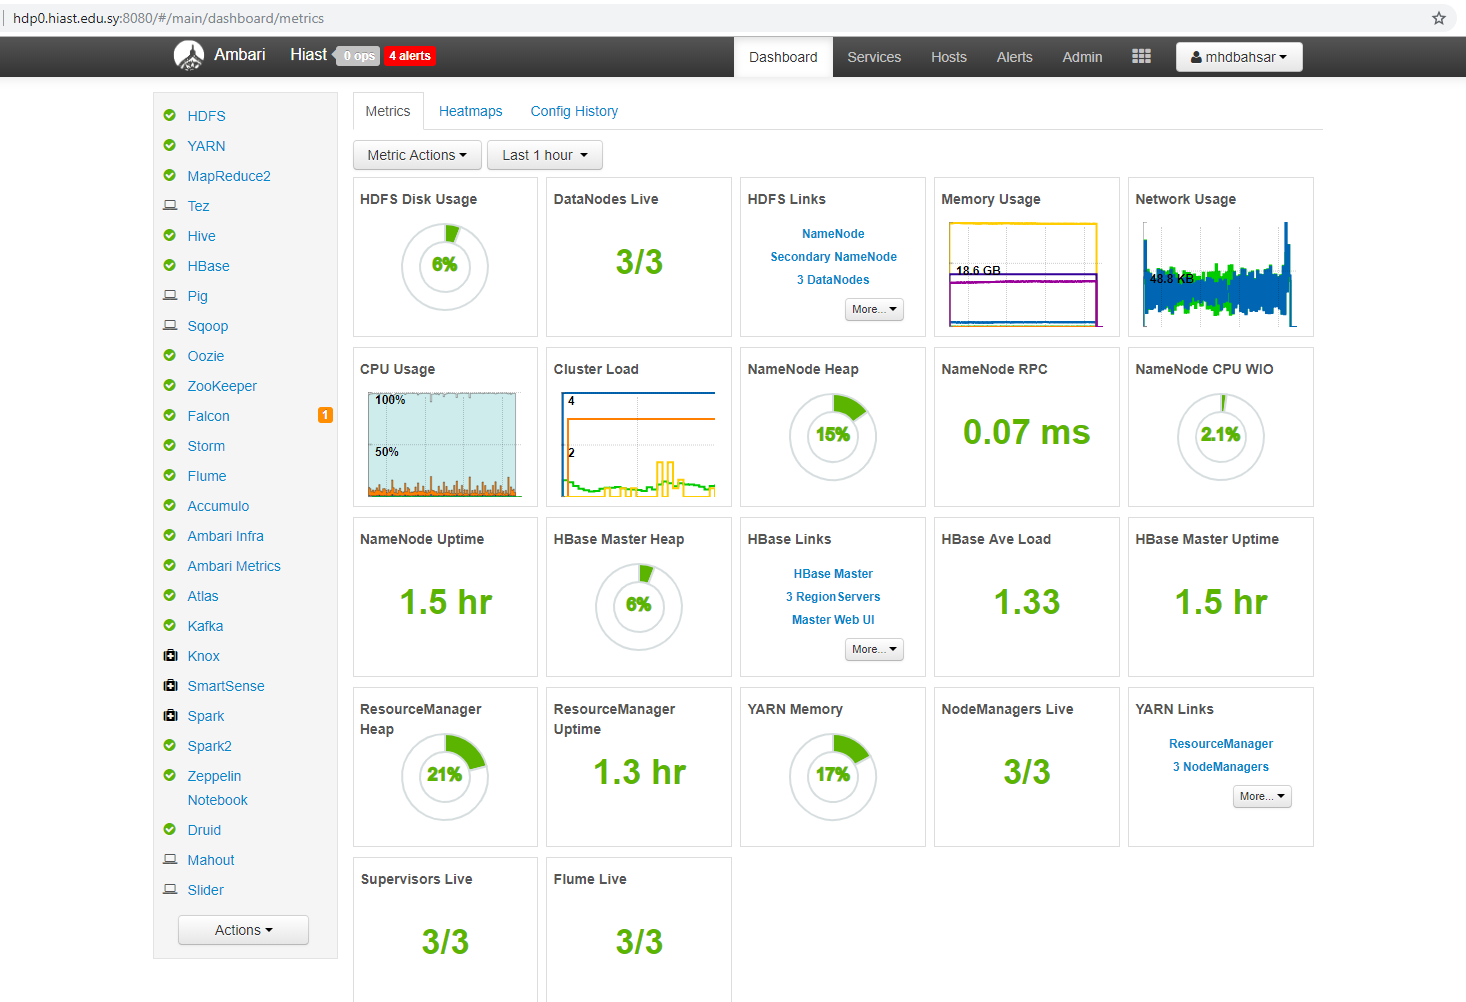 hdp0.hiast.edu.sy:8080/#/main/dashboard/metrics
Ambari Hiast 0 ops 4 alerts Dashboard Services Hosts Alerts Admin mhdbahsar
HDFS
YARN
MapReduce2
Tez
Hive
HBase
Pig
Sqoop
Oozie
ZooKeeper
Falcon 1
Storm
Flume
Accumulo
Ambari Infra
Ambari Metrics
Atlas
Kafka
Knox
SmartSense
Spark
Spark2
Zeppelin
Notebook
Druid
Mahout
Slider
Actions
Metrics Heatmaps Config History
Metric Actions Last 1 hour
HDFS Disk Usage
6%
DataNodes Live
3/3
HDFS Links
NameNode
Secondary NameNode
3 DataNodes
More...
Memory Usage
18.6 GB
Network Usage
48.8 KB
CPU Usage
100%
50%
Cluster Load
4
2
NameNode Heap
15%
NameNode RPC
0.07 ms
NameNode CPU WIO
2.1%
NameNode Uptime
1.5 hr
HBase Master Heap
6%
HBase Links
HBase Master
3 RegionServers
Master Web UI
More...
HBase Ave Load
1.33
HBase Master Uptime
1.5 hr
ResourceManager
Heap
21%
ResourceManager
Uptime
1.3 hr
YARN Memory
17%
NodeManagers Live
3/3
YARN Links
ResourceManager
3 NodeManagers
More...
Supervisors Live
3/3
Flume Live
3/3